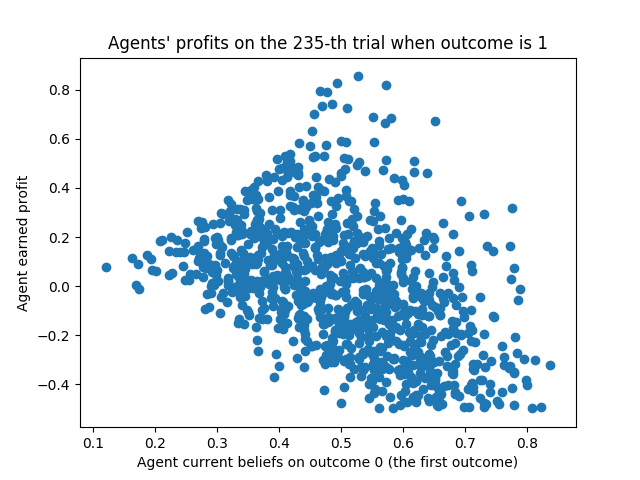 Agents' profits on the 235-th trial when outcome is 1
Agent earned profit
0.8
0.6
0.4
0.2
0.0
−0.2
−0.4
0.1 0.2 0.3 0.4 0.5 0.6 0.7 0.8
Agent current beliefs on outcome 0 (the first outcome)